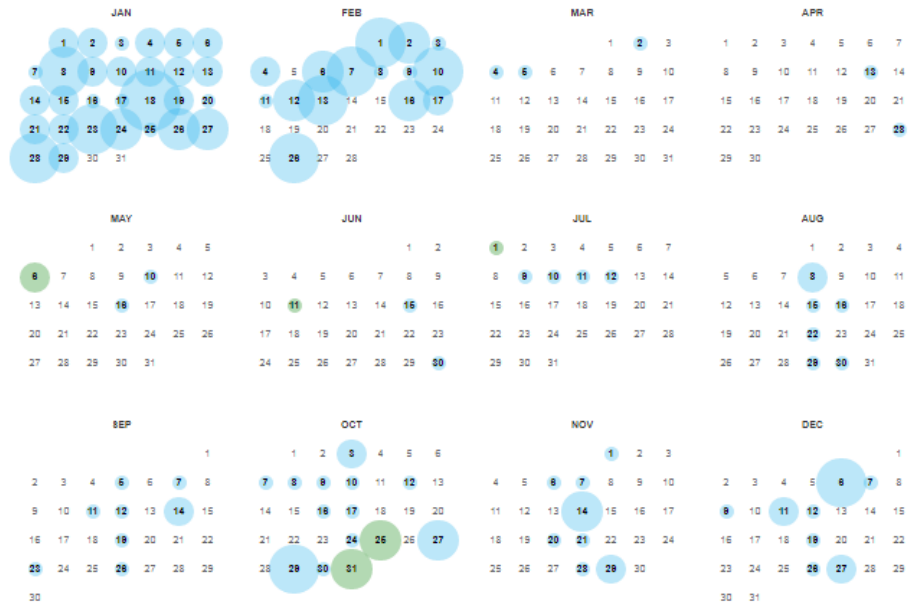 JAN FEB MAR APR
1 2 3 4 5 6 1 2 3 1 2 3 1 2 3 4 5 6 7
7 8 9 10 11 12 13 4 5 6 7 8 9 10 4 5 6 7 8 9 10 8 9 10 11 12 13 14
14 15 16 17 18 19 20 11 12 13 14 15 16 17 11 12 13 14 15 16 17 15 16 17 18 19 20 21
21 22 23 24 25 26 27 18 19 20 21 22 23 24 18 19 20 21 22 23 24 22 23 24 25 26 27 28
28 29 30 31 25 26 27 28 25 26 27 28 29 30 31 29 30
MAY JUN JUL AUG
1 2 3 4 5 1 2 1 2 3 4 5 6 7 1 2 3 4
6 7 8 9 10 11 12 3 4 5 6 7 8 9 8 9 10 11 12 13 14 5 6 7 8 9 10 11
13 14 15 16 17 18 19 10 11 12 13 14 15 16 15 16 17 18 19 20 21 12 13 14 15 16 17 18
20 21 22 23 24 25 26 17 18 19 20 21 22 23 22 23 24 25 26 27 28 19 20 21 22 23 24 25
27 28 29 30 31 24 25 26 27 28 29 30 29 30 31 26 27 28 29 30 31
SEP OCT NOV DEC
1 1 2 3 4 5 6 1 2 3 1
2 3 4 5 6 7 8 7 8 9 10 11 12 13 4 5 6 7 8 9 10 2 3 4 5 6 7 8
9 10 11 12 13 14 15 14 15 16 17 18 19 20 11 12 13 14 15 16 17 9 10 11 12 13 14 15
16 17 18 19 20 21 22 21 22 23 24 25 26 27 18 19 20 21 22 23 24 16 17 18 19 20 21 22
23 24 25 26 27 28 29 28 29 30 31 25 26 27 28 29 30 23 24 25 26 27 28 29
30 30 31